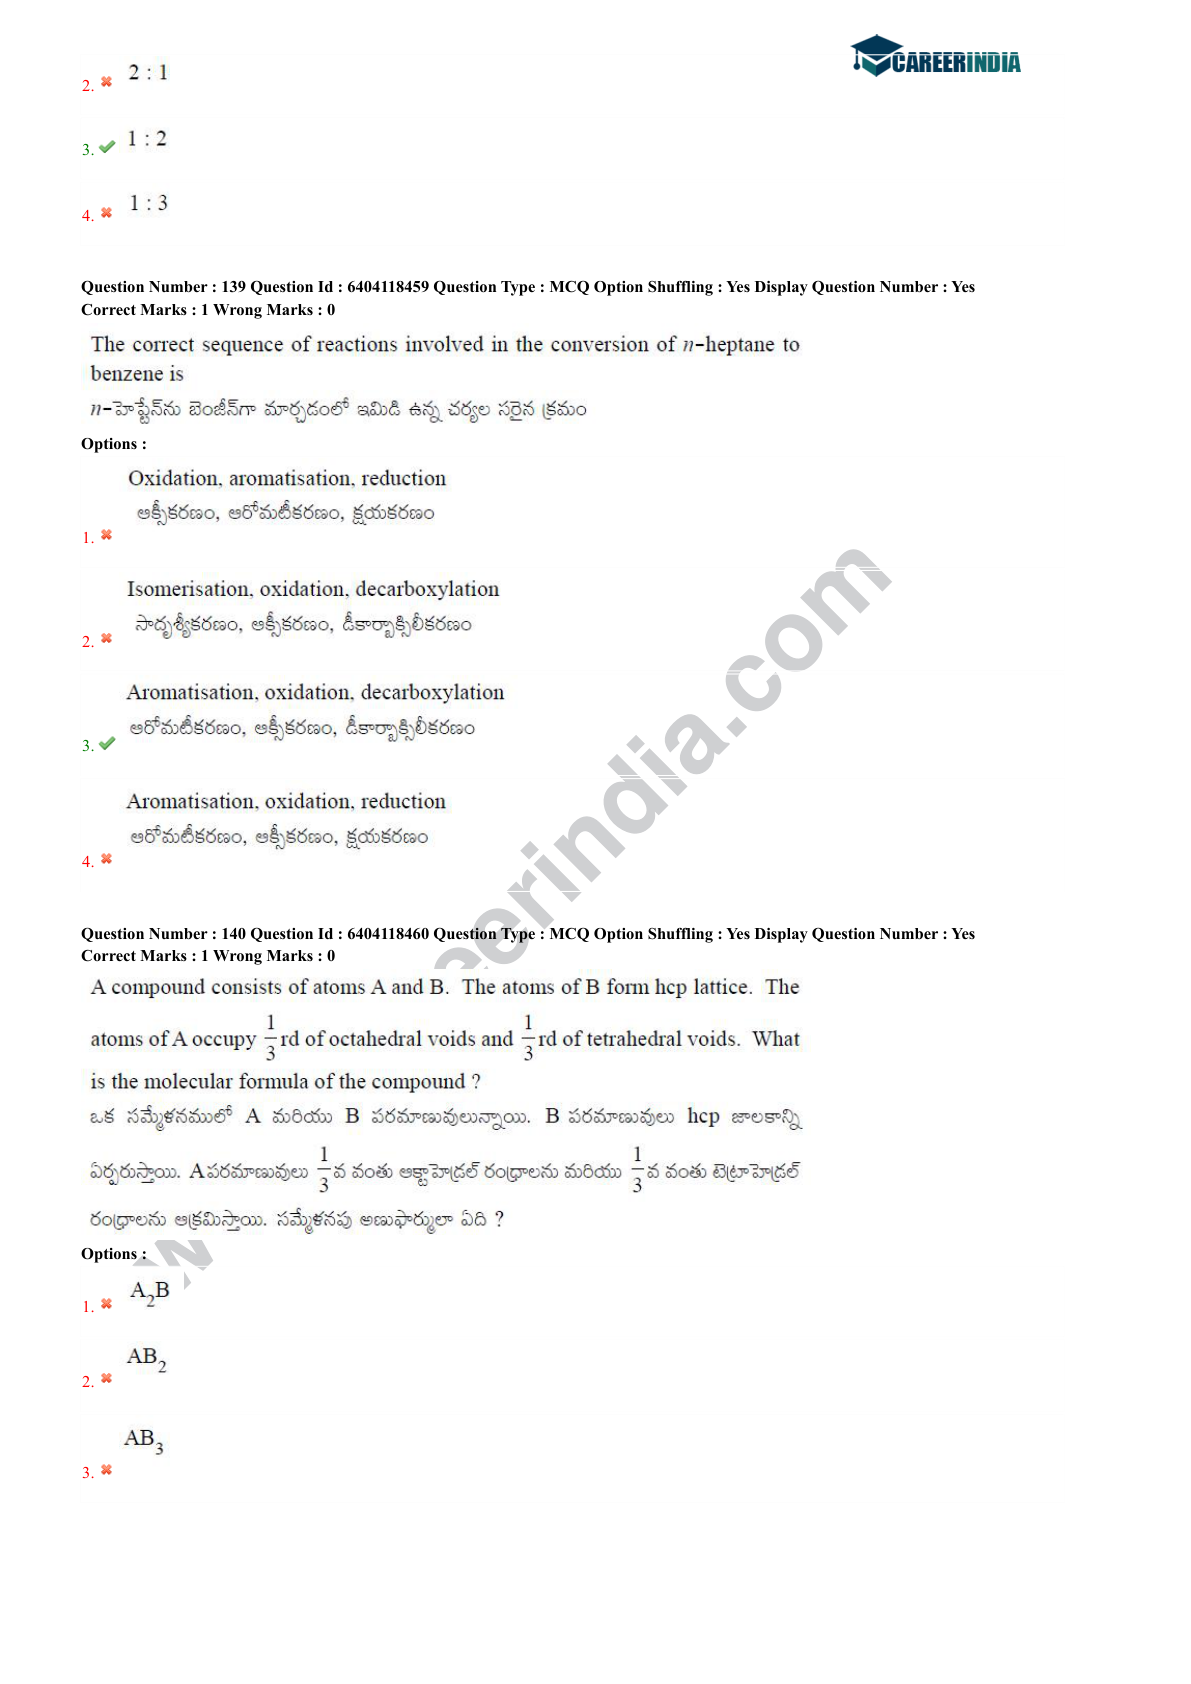 CAREERINDIA
2. 2 : 1
3. 1 : 2
4. 1 : 3
Question Number : 139 Question Id : 6404118459 Question Type : MCQ Option Shuffling : Yes Display Question Number : Yes
Correct Marks : 1 Wrong Marks : 0
The correct sequence of reactions involved in the conversion of n-heptane to
benzene is
n-హెప్టేన్‌ను బెంజీన్‌గా మార్చడంలో ఇమిడి ఉన్న చర్యల సరైన క్రమం
Options :
Oxidation, aromatisation, reduction
ఆక్సీకరణం, ఆరోమటీకరణం, క్షయకరణం
1.
Isomerisation, oxidation, decarboxylation
సాదృశ్యీకరణం, ఆక్సీకరణం, డీకార్బాక్సిలీకరణం
2.
Aromatisation, oxidation, decarboxylation
ఆరోమటీకరణం, ఆక్సీకరణం, డీకార్బాక్సిలీకరణం
3.
Aromatisation, oxidation, reduction
ఆరోమటీకరణం, ఆక్సీకరణం, క్షయకరణం
4.
Question Number : 140 Question Id : 6404118460 Question Type : MCQ Option Shuffling : Yes Display Question Number : Yes
Correct Marks : 1 Wrong Marks : 0
A compound consists of atoms A and B. The atoms of B form hcp lattice. The
atoms of A occupy 1/3 rd of octahedral voids and 1/3 rd of tetrahedral voids. What
is the molecular formula of the compound ?
ఒక సమ్మేళనములో A మరియు B పరమాణువులున్నాయి. B పరమాణువులు hcp జాలకాన్ని
ఏర్పరుస్తాయి. A పరమాణువులు 1/3 వ వంతు ఆక్టాహెడ్రల్ రంధ్రాలను మరియు 1/3 వ వంతు టెట్రాహెడ్రల్
రంధ్రాలను ఆక్రమిస్తాయి. సమ్మేళనపు అణుఫార్ములా ఏది ?
Options :
1. A₂B
2. AB₂
3. AB₃
eerindia.com
w